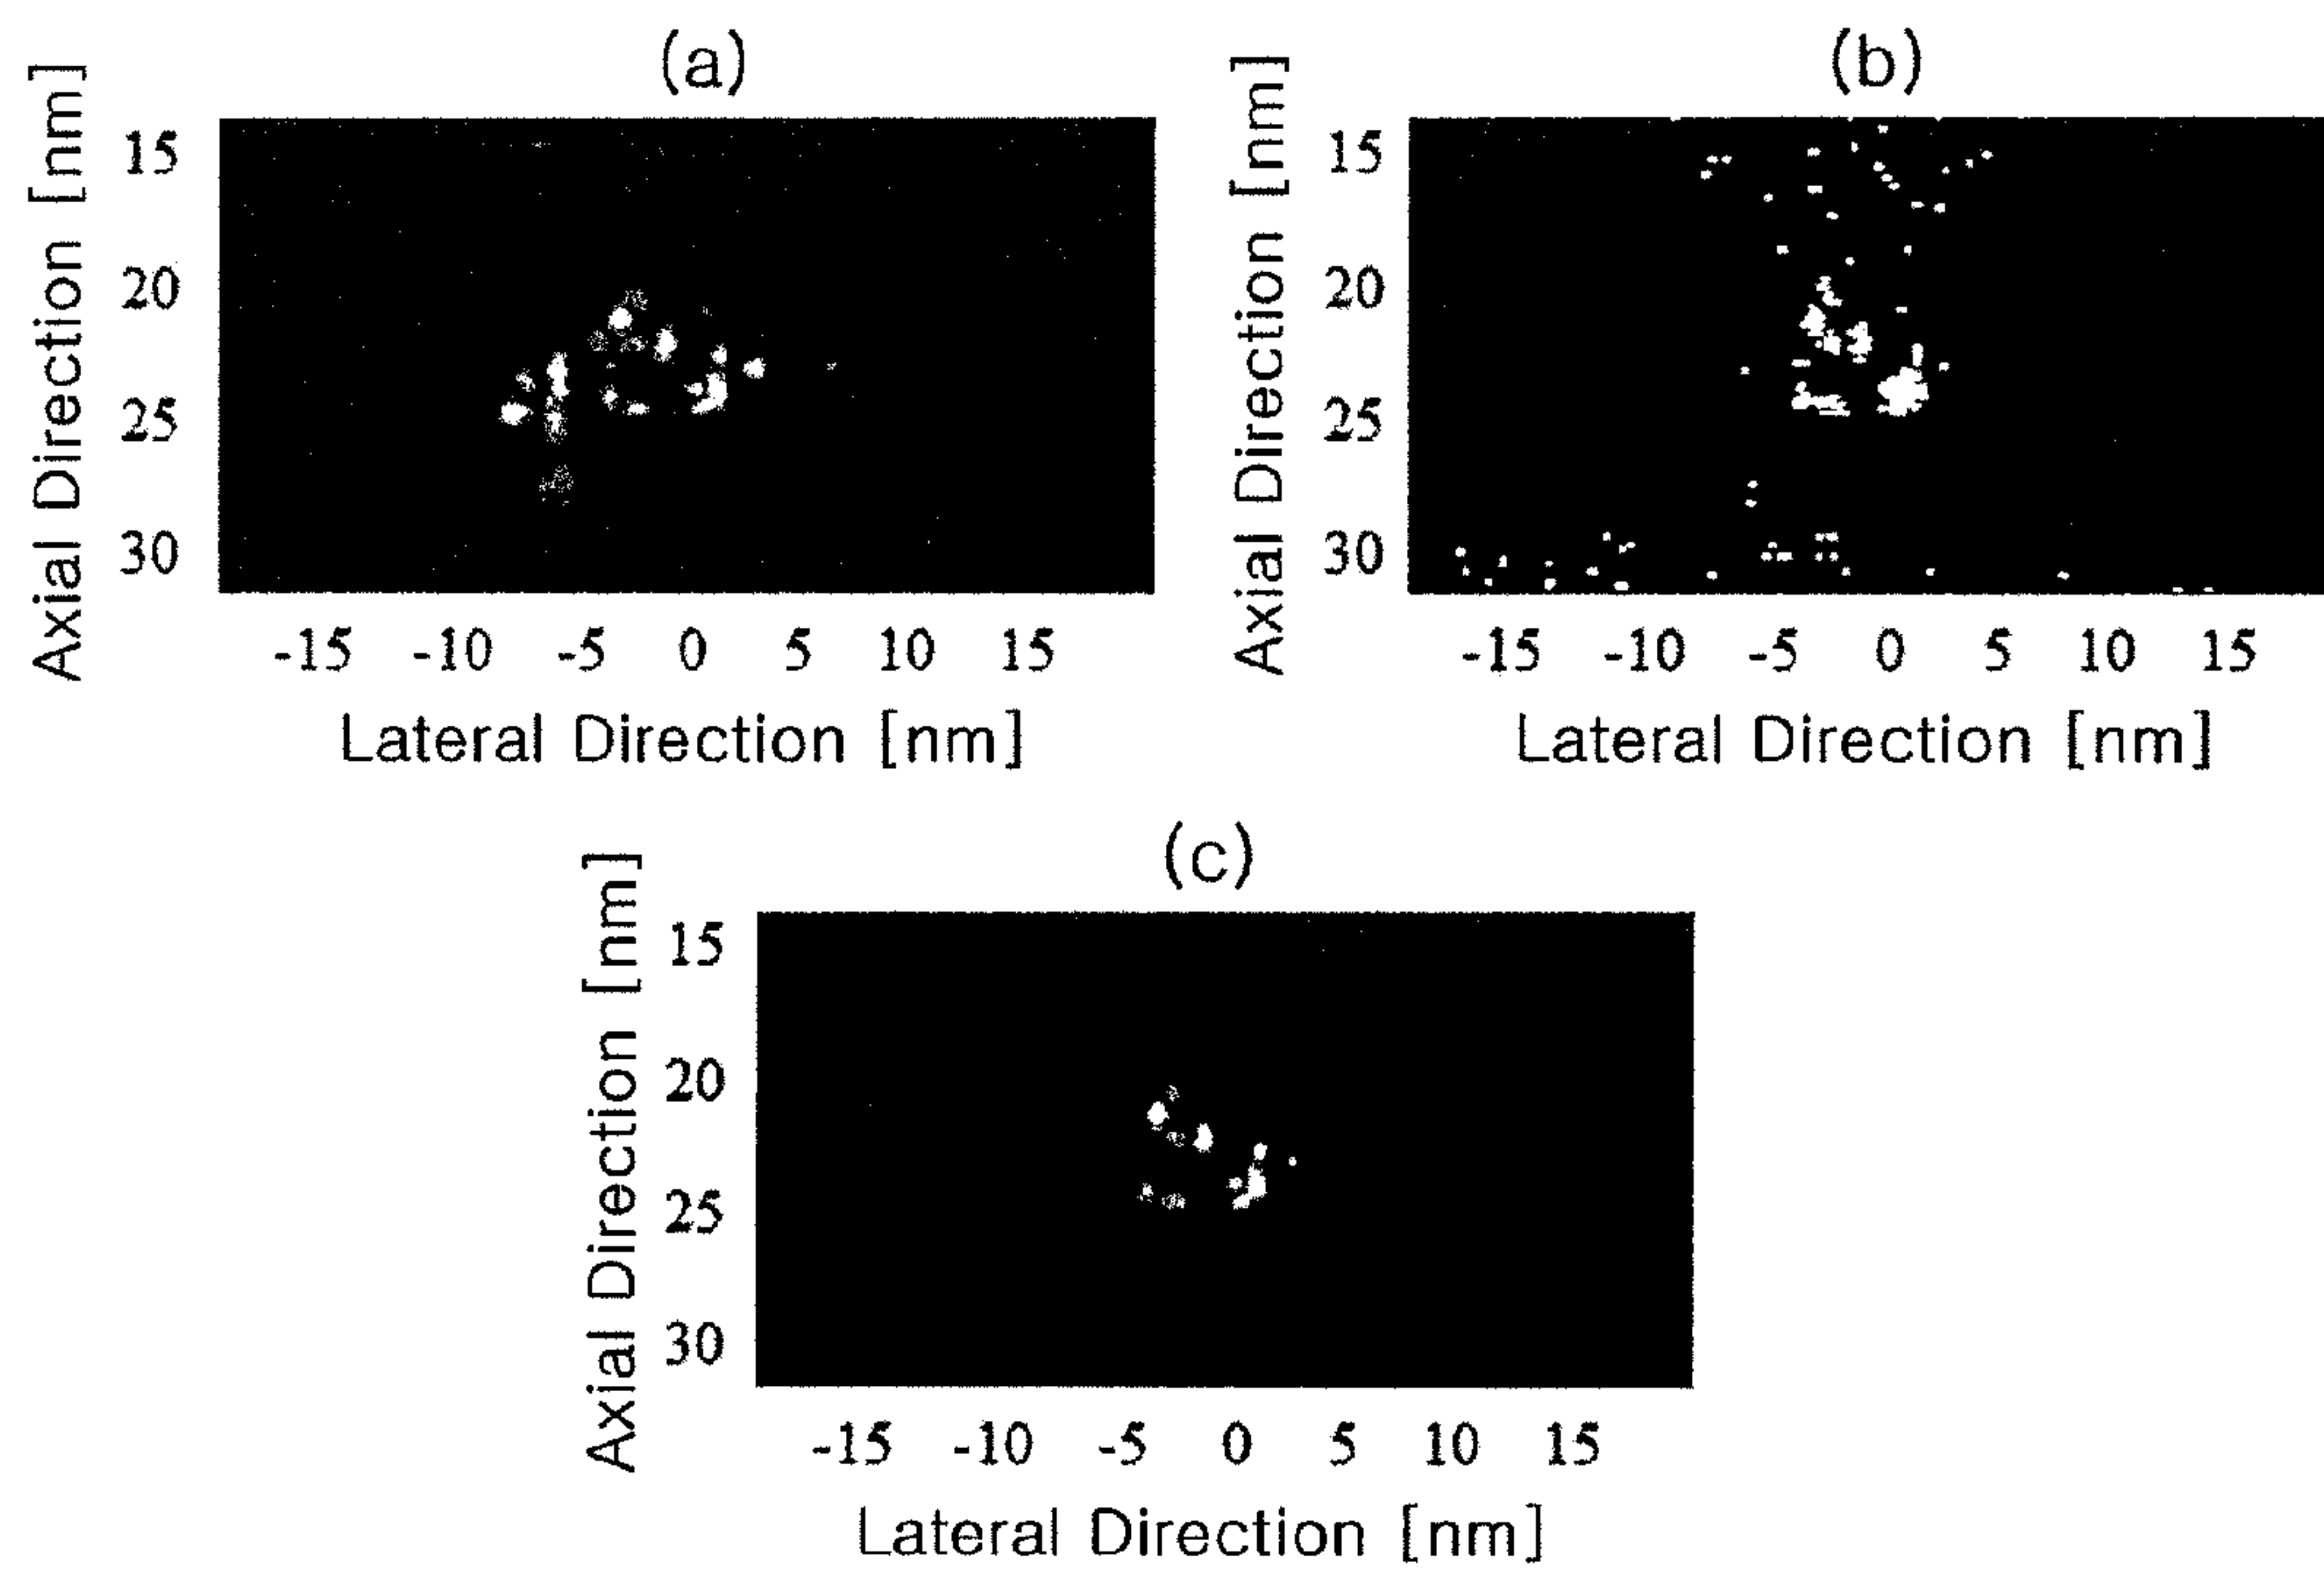 (a)
Axial Direction [nm]
15
20
25
30
-15 -10 -5 0 5 10 15
Lateral Direction [nm]
(b)
Axial Direction [nm]
15
20
25
30
-15 -10 -5 0 5 10 15
Lateral Direction [nm]
(c)
Axial Direction [nm]
15
20
25
30
-15 -10 -5 0 5 10 15
Lateral Direction [nm]